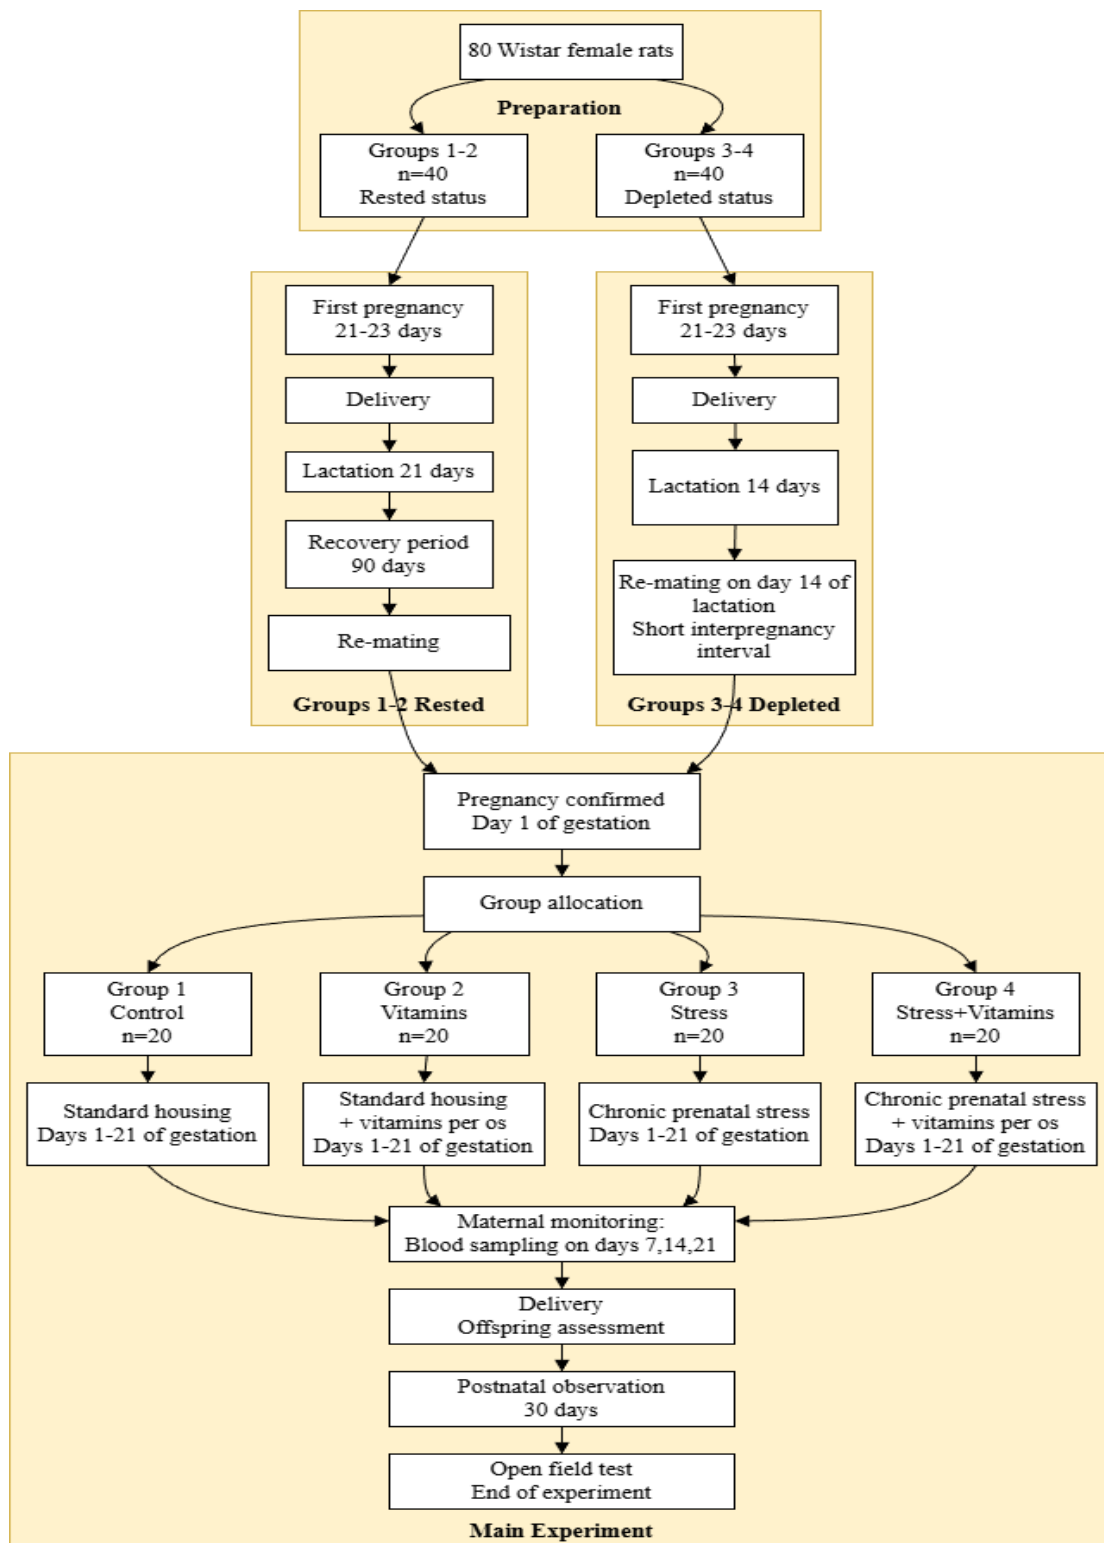 80 Wistar female rats
Preparation
Groups 1-2
n=40
Rested status
Groups 3-4
n=40
Depleted status
First pregnancy
21-23 days
Delivery
Lactation 21 days
Recovery period
90 days
Re-mating
Groups 1-2 Rested
First pregnancy
21-23 days
Delivery
Lactation 14 days
Re-mating on day 14 of
lactation
Short interpregnancy
interval
Groups 3-4 Depleted
Pregnancy confirmed
Day 1 of gestation
Group allocation
Group 1
Control
n=20
Group 2
Vitamins
n=20
Group 3
Stress
n=20
Group 4
Stress+Vitamins
n=20
Standard housing
Days 1-21 of gestation
Standard housing
+ vitamins per os
Days 1-21 of gestation
Chronic prenatal stress
Days 1-21 of gestation
Chronic prenatal stress
+ vitamins per os
Days 1-21 of gestation
Maternal monitoring:
Blood sampling on days 7,14,21
Delivery
Offspring assessment
Postnatal observation
30 days
Open field test
End of experiment
Main Experiment